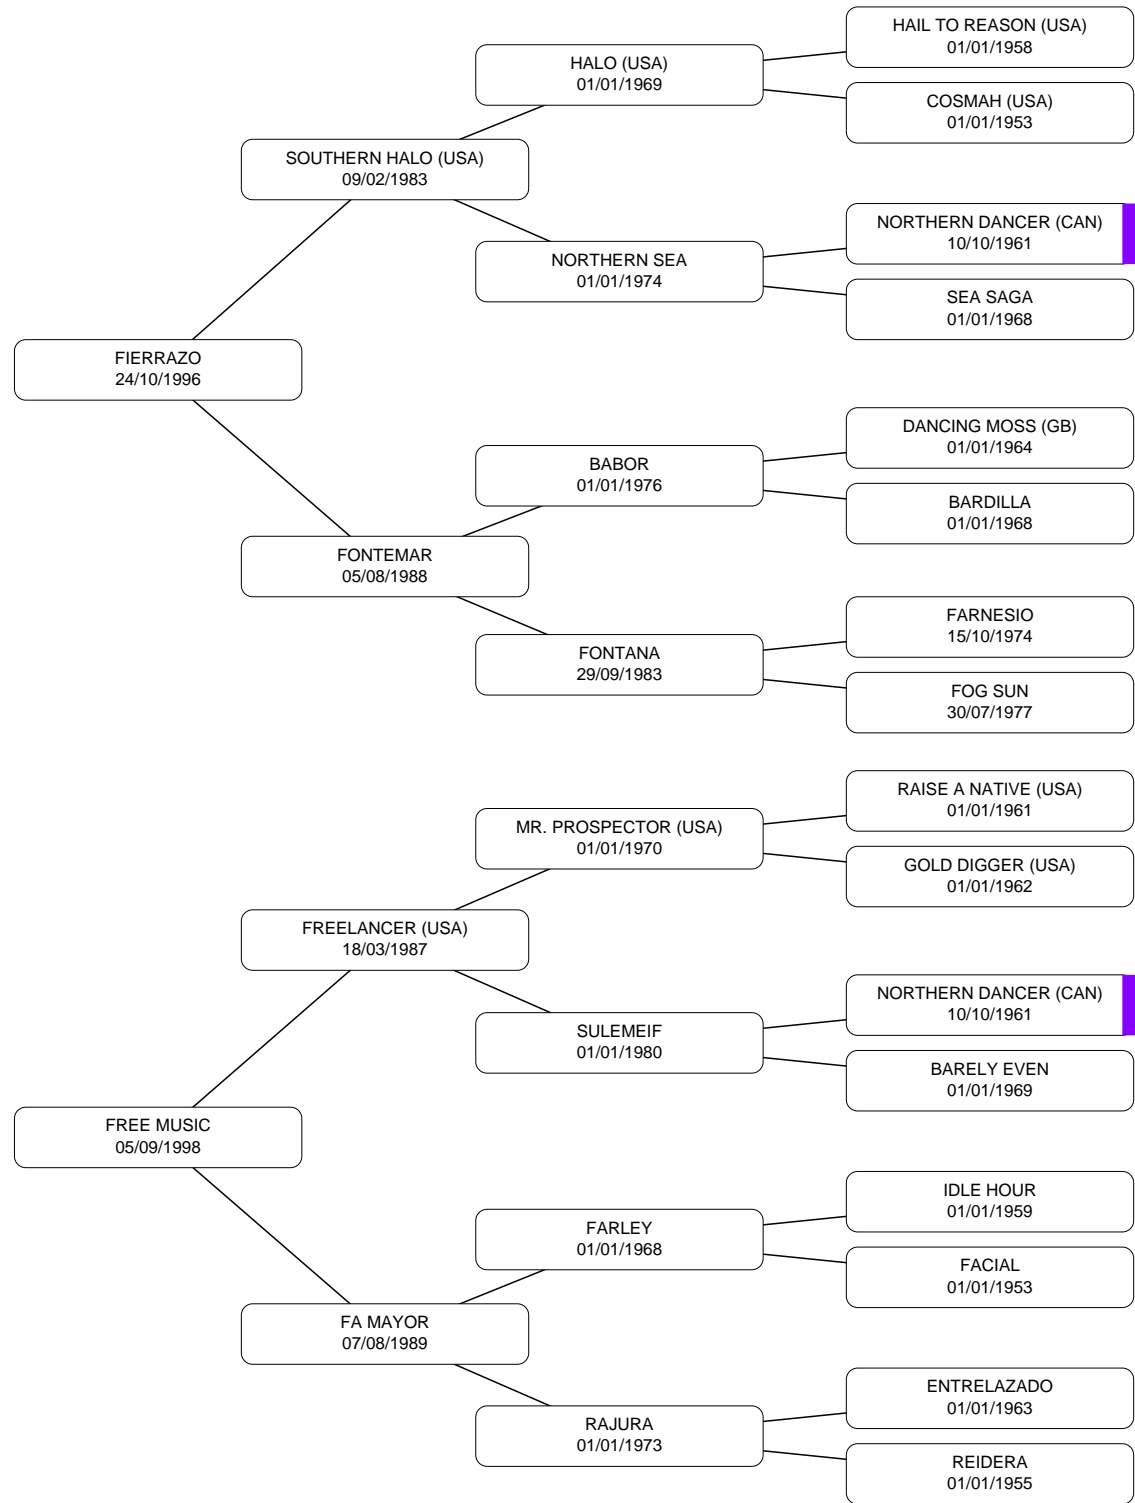 HAIL TO REASON (USA)
01/01/1958
HALO (USA)
01/01/1969
COSMAH (USA)
01/01/1953
SOUTHERN HALO (USA)
09/02/1983
NORTHERN DANCER (CAN)
10/10/1961
NORTHERN SEA
01/01/1974
SEA SAGA
01/01/1968
FIERRAZO
24/10/1996
DANCING MOSS (GB)
01/01/1964
BABOR
01/01/1976
BARDILLA
01/01/1968
FONTEMAR
05/08/1988
FARNESIO
15/10/1974
FONTANA
29/09/1983
FOG SUN
30/07/1977
RAISE A NATIVE (USA)
01/01/1961
MR. PROSPECTOR (USA)
01/01/1970
GOLD DIGGER (USA)
01/01/1962
FREELANCER (USA)
18/03/1987
NORTHERN DANCER (CAN)
10/10/1961
SULEMEIF
01/01/1980
BARELY EVEN
01/01/1969
FREE MUSIC
05/09/1998
IDLE HOUR
01/01/1959
FARLEY
01/01/1968
FACIAL
01/01/1953
FA MAYOR
07/08/1989
ENTRELAZADO
01/01/1963
RAJURA
01/01/1973
REIDERA
01/01/1955